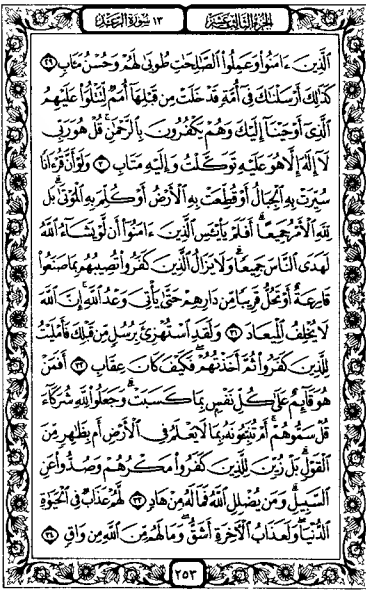 الجزء الثالث عشر ١٣ سورة الرعد
الَّذِينَ ءَامَنُوا وَعَمِلُوا الصَّالِحَاتِ طُوبَىٰ لَهُمْ وَحُسْنُ مَآبٍ ٢٩
كَذَٰلِكَ أَرْسَلْنَاكَ فِي أُمَّةٍ قَدْ خَلَتْ مِن قَبْلِهَا أُمَمٌ لِّتَتْلُوَا عَلَيْهِمُ
الَّذِي أَوْحَيْنَا إِلَيْكَ وَهُمْ يَكْفُرُونَ بِالرَّحْمَٰنِ قُلْ هُوَ رَبِّي
لَا إِلَٰهَ إِلَّا هُوَ عَلَيْهِ تَوَكَّلْتُ وَإِلَيْهِ مَتَابِ ٣٠ وَلَوْ أَنَّ قُرْءَانًا
سُيِّرَتْ بِهِ الْجِبَالُ أَوْ قُطِّعَتْ بِهِ الْأَرْضُ أَوْ كُلِّمَ بِهِ الْمَوْتَىٰ بَل
لِّلَّهِ الْأَمْرُ جَمِيعًا أَفَلَمْ يَا۟يْـَٔسِ الَّذِينَ ءَامَنُوا أَن لَّوْ يَشَاءُ اللَّهُ
لَهَدَى النَّاسَ جَمِيعًا وَلَا يَزَالُ الَّذِينَ كَفَرُوا تُصِيبُهُم بِمَا صَنَعُوا
قَارِعَةٌ أَوْ تَحُلُّ قَرِيبًا مِّن دَارِهِمْ حَتَّىٰ يَأْتِيَ وَعْدُ اللَّهِ إِنَّ اللَّهَ
لَا يُخْلِفُ الْمِيعَادَ ٣١ وَلَقَدِ اسْتُهْزِئَ بِرُسُلٍ مِّن قَبْلِكَ فَأَمْلَيْتُ
لِلَّذِينَ كَفَرُوا ثُمَّ أَخَذْتُهُمْ فَكَيْفَ كَانَ عِقَابِ ٣٢ أَفَمَنْ
هُوَ قَائِمٌ عَلَىٰ كُلِّ نَفْسٍ بِمَا كَسَبَتْ وَجَعَلُوا لِلَّهِ شُرَكَاءَ
قُلْ سَمُّوهُمْ أَمْ تُنَبِّـُٔونَهُ بِمَا لَا يَعْلَمُ فِي الْأَرْضِ أَم بِظَاهِرٍ مِّنَ
الْقَوْلِ بَلْ زُيِّنَ لِلَّذِينَ كَفَرُوا مَكْرُهُمْ وَصُدُّوا عَنِ
السَّبِيلِ وَمَن يُضْلِلِ اللَّهُ فَمَا لَهُ مِنْ هَادٍ ٣٣ لَّهُمْ عَذَابٌ فِي الْحَيَوٰةِ
الدُّنْيَا وَلَعَذَابُ الْآخِرَةِ أَشَقُّ وَمَا لَهُم مِّنَ اللَّهِ مِن وَاقٍ ٣٤
٢٥٣